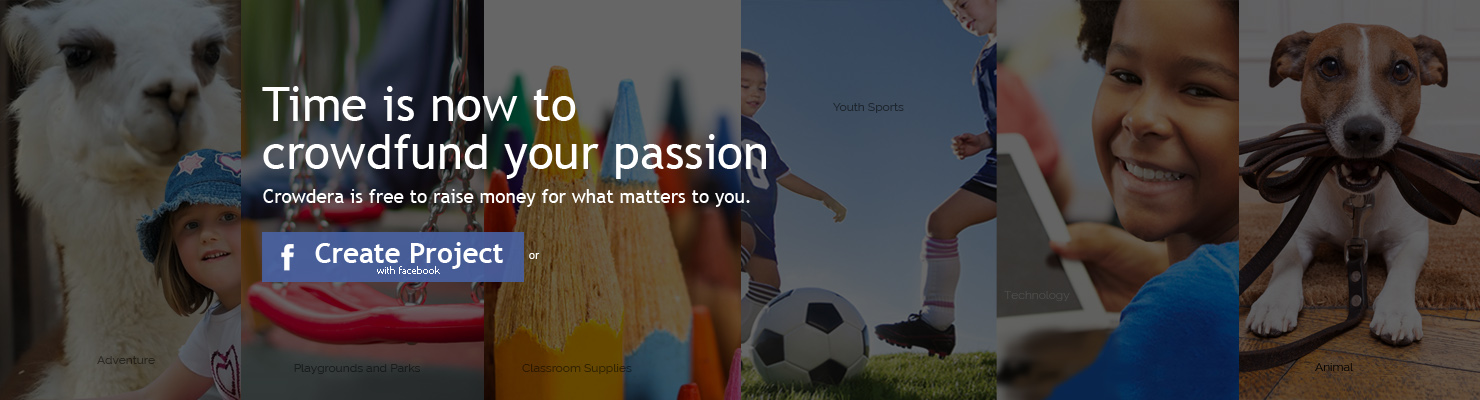 Time is now to
crowdfund your passion
Crowdera is free to raise money for what matters to you.
f Create Project
with facebook
or
Adventure
Playgrounds and Parks
Classroom Supplies
Youth Sports
Technology
Animal